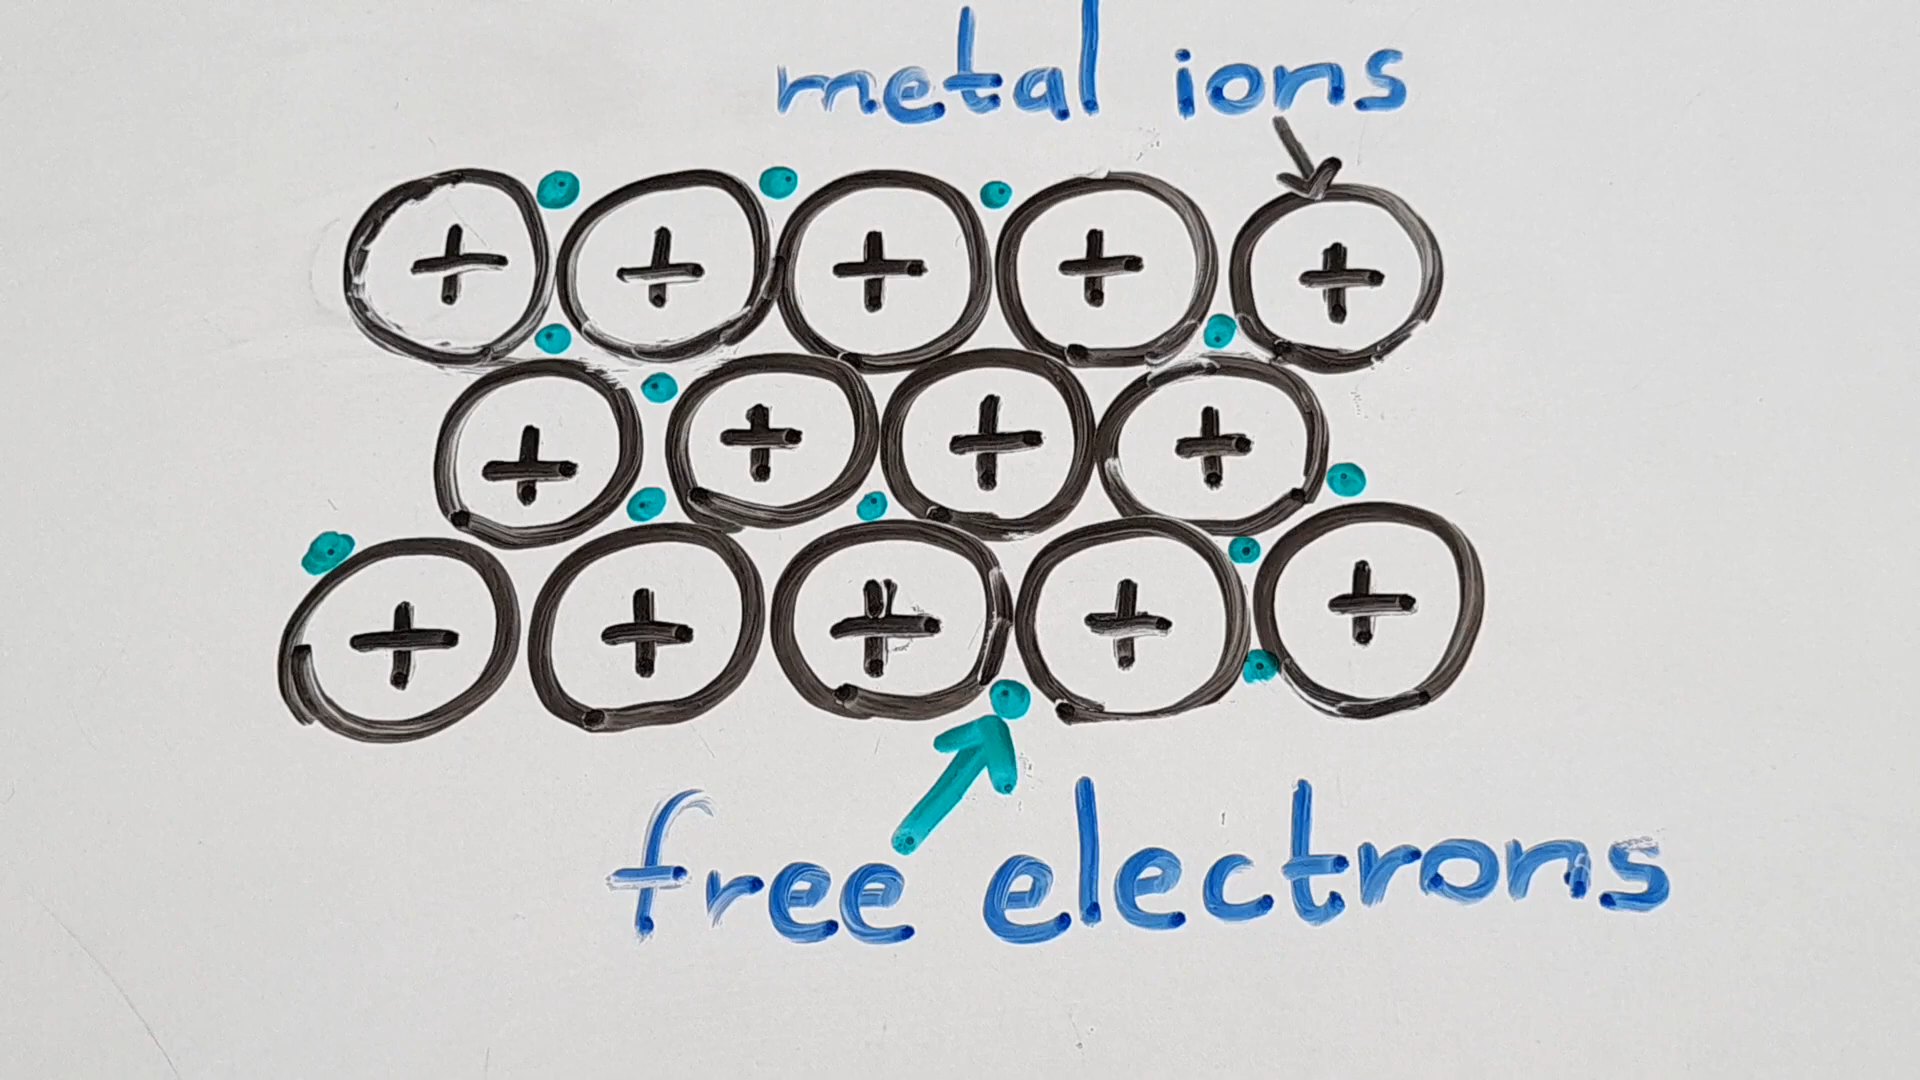 metal ions
+ + + + +
+ + + +
+ + + + +
free electrons